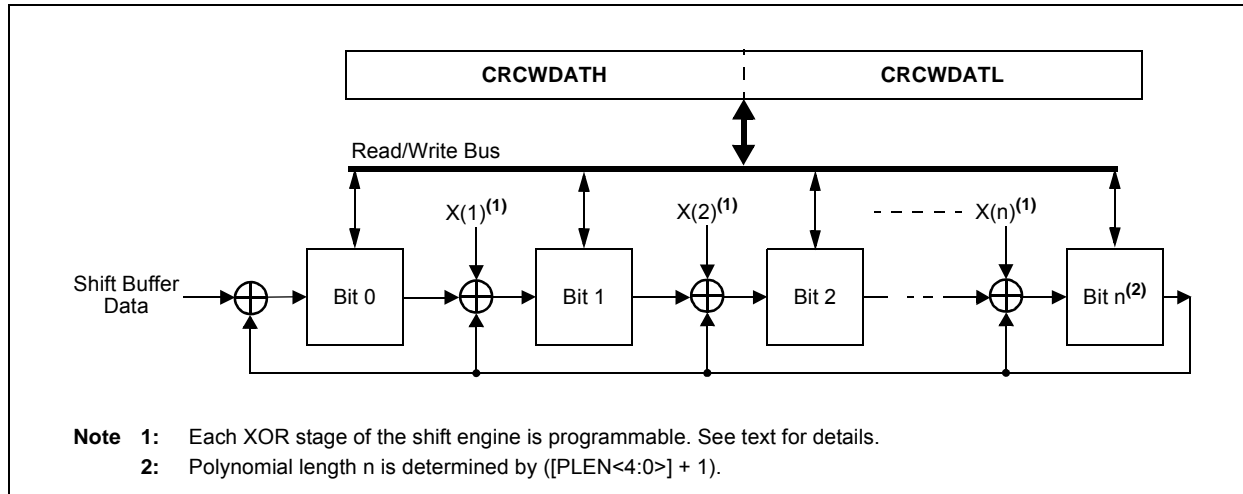 CRCWDATH CRCWDATL
Read/Write Bus
X(1)(1) X(2)(1) X(n)(1)
Shift Buffer
Data
Bit 0 Bit 1 Bit 2 Bit n(2)
Note 1: Each XOR stage of the shift engine is programmable. See text for details.
2: Polynomial length n is determined by ([PLEN<4:0>] + 1).